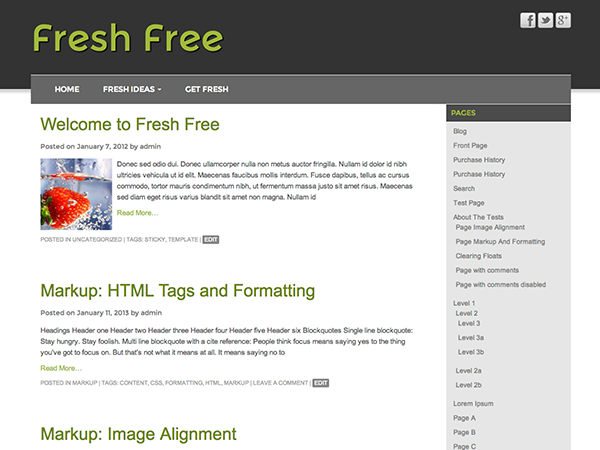 Fresh Free
f t g+
HOME FRESH IDEAS GET FRESH
Welcome to Fresh Free
Posted on January 7, 2012 by admin
Donec sed odio dui. Donec ullamcorper nulla non metus auctor fringilla. Nullam id dolor id nibh
ultricies vehicula ut id elit. Maecenas faucibus mollis interdum. Fusce dapibus, tellus ac cursus
commodo, tortor mauris condimentum nibh, ut fermentum massa justo sit amet risus. Maecenas
sed diam eget risus varius blandit sit amet non magna. Nullam id
Read More…
POSTED IN UNCATEGORIZED | TAGS: STICKY, TEMPLATE | EDIT
Markup: HTML Tags and Formatting
Posted on January 11, 2013 by admin
Headings Header one Header two Header three Header four Header five Header six Blockquotes Single line blockquote:
Stay hungry. Stay foolish. Multi line blockquote with a cite reference: People think focus means saying yes to the thing
you've got to focus on. But that's not what it means at all. It means saying no to
Read More…
POSTED IN MARKUP | TAGS: CONTENT, CSS, FORMATTING, HTML, MARKUP | LEAVE A COMMENT | EDIT
Markup: Image Alignment
PAGES
Blog
Front Page
Purchase History
Purchase History
Search
Test Page
About The Tests
Page Image Alignment
Page Markup And Formatting
Clearing Floats
Page with comments
Page with comments disabled
Level 1
Level 2
Level 3
Level 3a
Level 3b
Level 2a
Level 2b
Lorem Ipsum
Page A
Page B
Page C